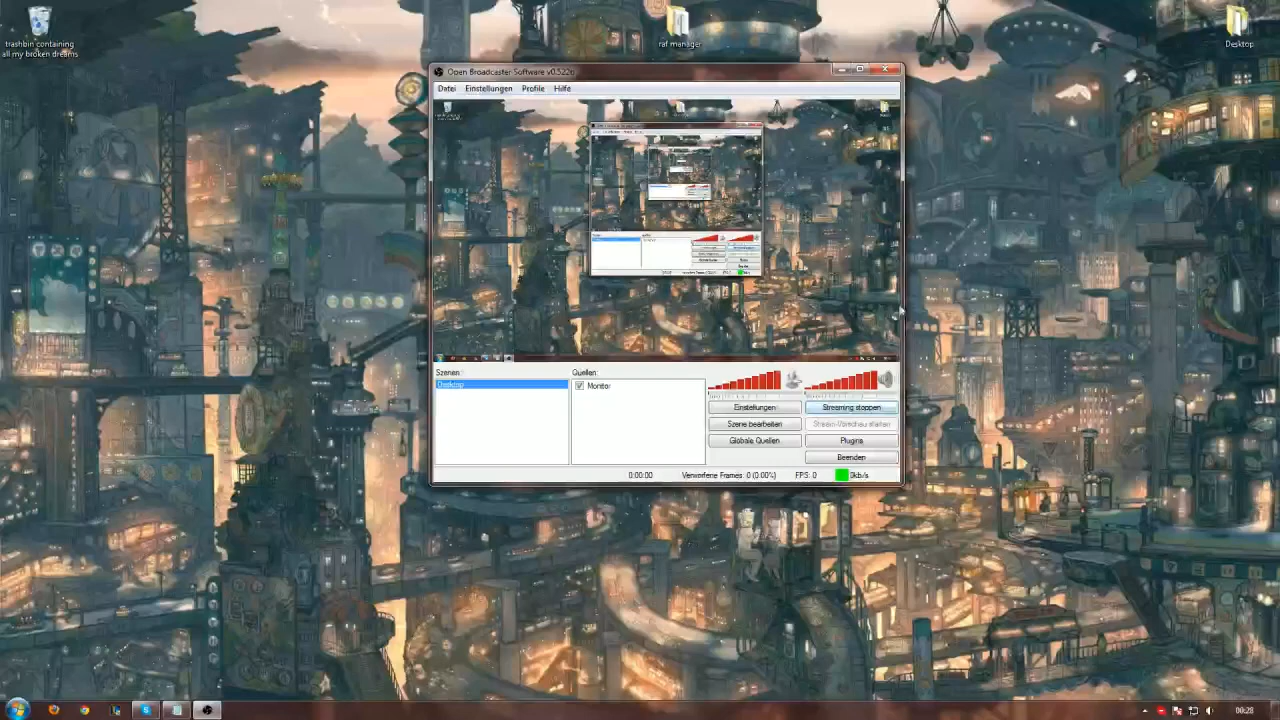 trashbin containing
all my broken dreams
raf manager
Desktop
Open Broadcaster Software v0.522b
Datei Einstellungen Profile Hilfe
Szenen: Quellen:
Desktop
Monitor
Einstellungen Streaming stoppen
Szene bearbeiten Stream-Vorschau starten
Globale Quellen Plugins
Beenden
0:00:00 Verworfene Frames: 0 (0.00%) FPS: 0 0kb/s
00:28